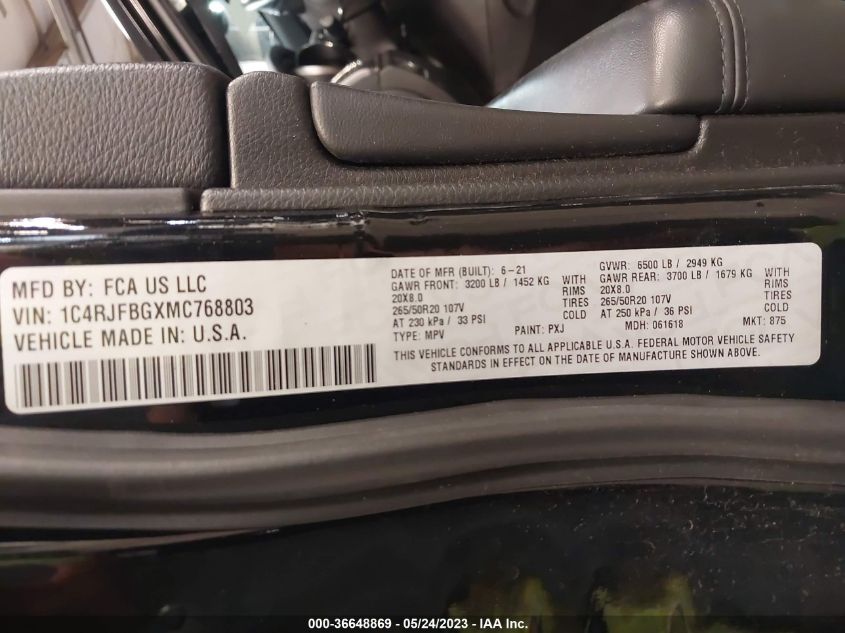 MFD BY: FCA US LLC
VIN: 1C4RJFBGXMC768803
VEHICLE MADE IN U.S.A.
DATE OF MFR (BUILT): 6-21
GAWR FRONT: 3200 LB / 1452 KG WITH
20X8.0 RIMS
265/50R20 107V TIRES
AT 230 kPa / 33 PSI COLD
TYPE: MPV PAINT: PXJ
GVWR: 6500 LB / 2949 KG
GAWR REAR: 3700 LB / 1679 KG WITH
20X8.0 RIMS
265/50R20 107V TIRES
AT 250 kPa / 36 PSI COLD
MDH: 061618 MKT: 875
THIS VEHICLE CONFORMS TO ALL APPLICABLE U.S.A. FEDERAL MOTOR VEHICLE SAFETY
STANDARDS IN EFFECT ON THE DATE OF MANUFACTURE SHOWN ABOVE.
000-36648869 - 05/24/2023 - IAA Inc.